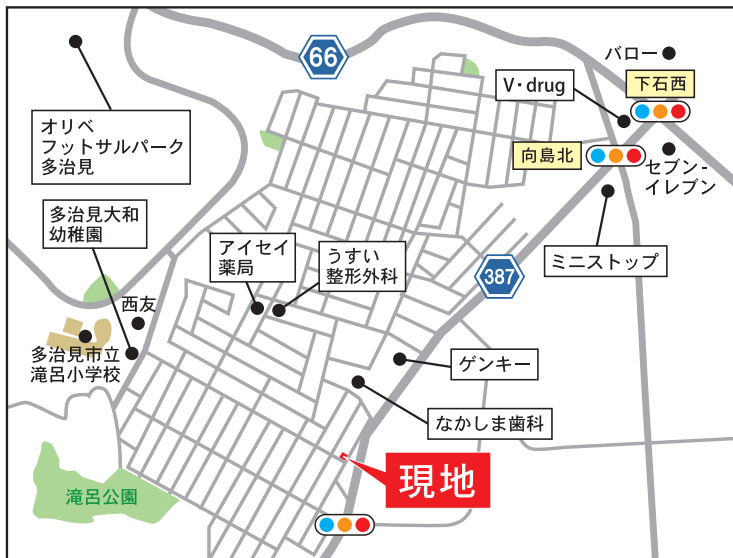 66
バロー
下石西
V・drug
オリベ
フットサルパーク
多治見
向島北
セブン-
イレブン
多治見大和
幼稚園
アイセイ
薬局
うすい
整形外科
ミニストップ
387
西友
多治見市立
滝呂小学校
ゲンキー
なかしま歯科
現地
滝呂公園